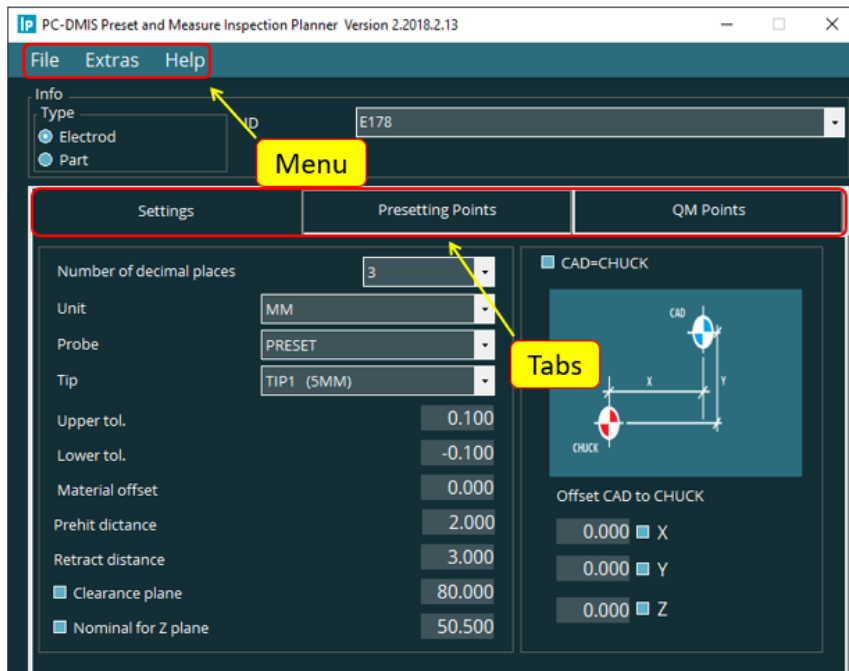 IP PC-DMIS Preset and Measure Inspection Planner Version 2.2018.2.13
File Extras Help
Info
Type
Electrod
Part
ID
E178
Menu
Settings
Presetting Points
QM Points
Number of decimal places 3
Unit MM
Probe PRESET
Tip TIP1 (5MM)
Upper tol. 0.100
Lower tol. -0.100
Material offset 0.000
Prehit dictance 2.000
Retract distance 3.000
Clearance plane 80.000
Nominal for Z plane 50.500
Tabs
CAD=CHUCK
CAD
X
Y
CHUCK
Offset CAD to CHUCK
0.000 X
0.000 Y
0.000 Z